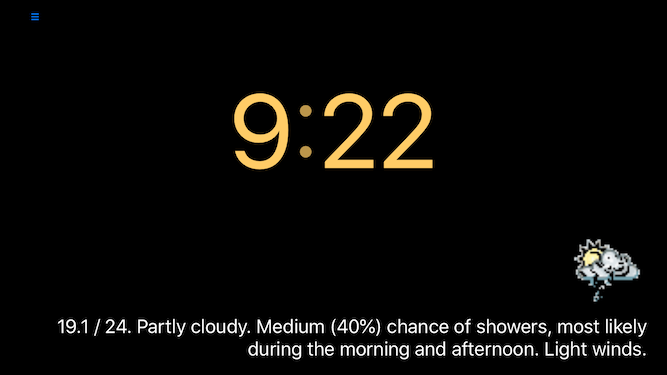 9:22
19.1 / 24. Partly cloudy. Medium (40%) chance of showers, most likely
during the morning and afternoon. Light winds.